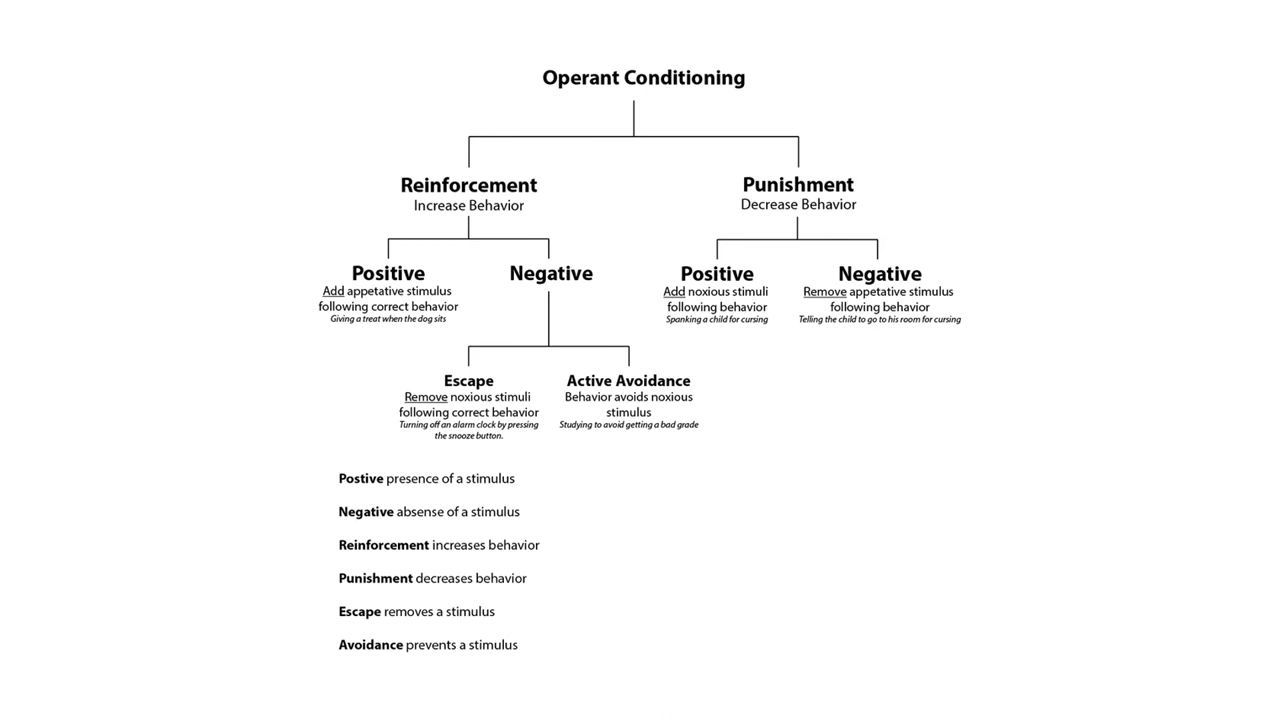 Operant Conditioning
Reinforcement
Increase Behavior
Punishment
Decrease Behavior
Positive
Add appetative stimulus
following correct behavior
Giving a treat when the dog sits
Negative
Positive
Add noxious stimuli
following behavior
Spanking a child for cursing
Negative
Remove appetative stimulus
following behavior
Telling the child to go to his room for cursing
Escape
Remove noxious stimuli
following correct behavior
Turning off an alarm clock by pressing
the snooze button.
Active Avoidance
Behavior avoids noxious
stimulus
Studying to avoid getting a bad grade
Postive presence of a stimulus
Negative absense of a stimulus
Reinforcement increases behavior
Punishment decreases behavior
Escape removes a stimulus
Avoidance prevents a stimulus